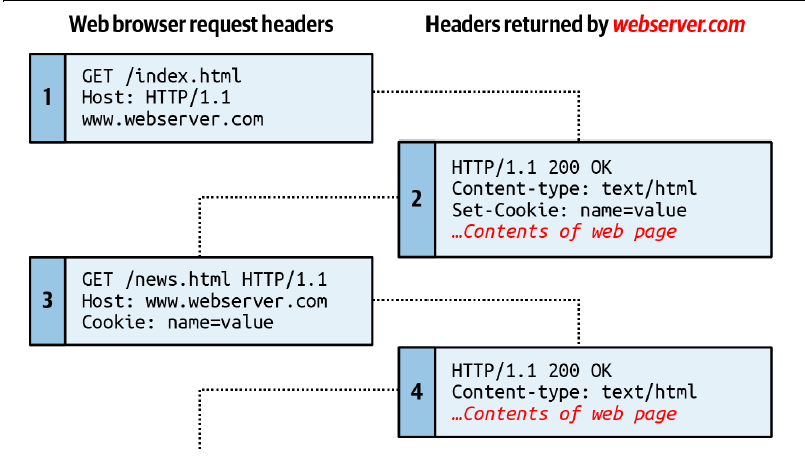 Web browser request headers
Headers returned by webserver.com
1
GET /index.html
Host: HTTP/1.1
www.webserver.com
2
HTTP/1.1 200 OK
Content-type: text/html
Set-Cookie: name=value
…Contents of web page
3
GET /news.html HTTP/1.1
Host: www.webserver.com
Cookie: name=value
4
HTTP/1.1 200 OK
Content-type: text/html
…Contents of web page